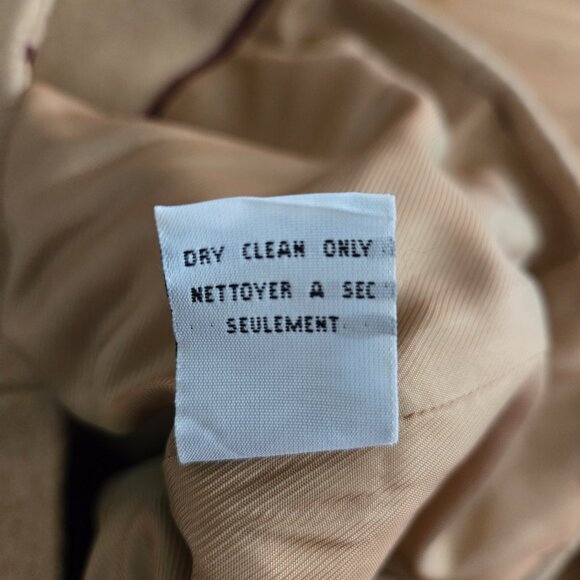 DRY CLEAN ONLY
NETTOYER A SEC
SEULEMENT